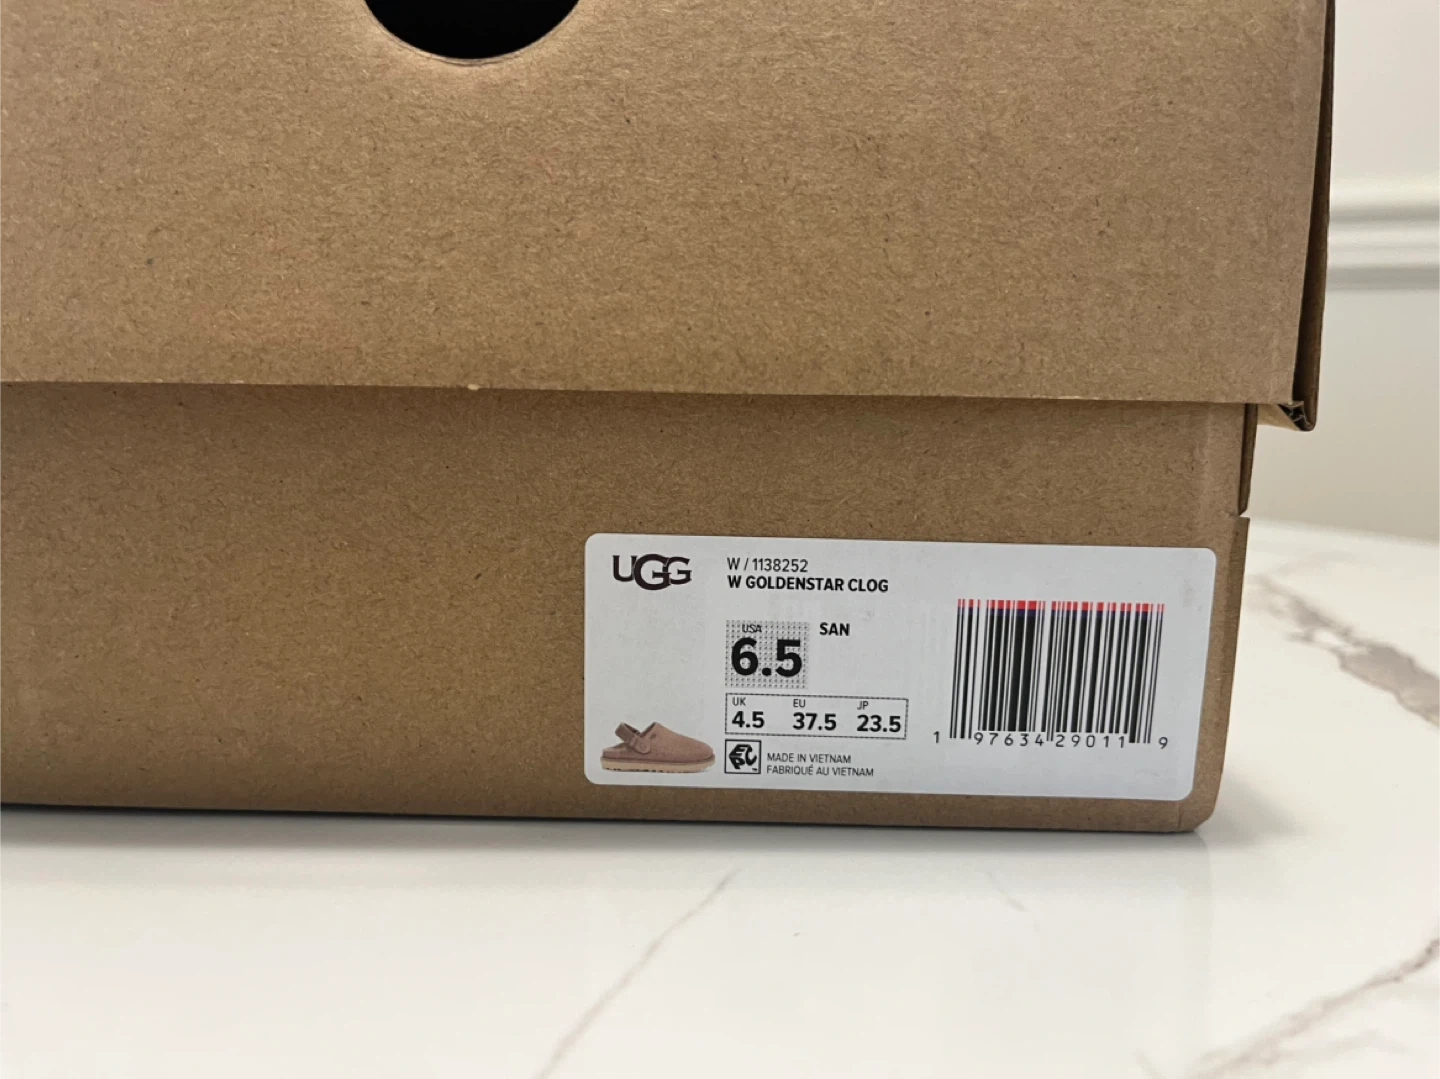 UGG
W / 1138252
W GOLDENSTAR CLOG
USA
6.5
SAN
UK EU JP
4.5 37.5 23.5
MADE IN VIETNAM
FABRIQUÉ AU VIETNAM
1 97634 29011 9